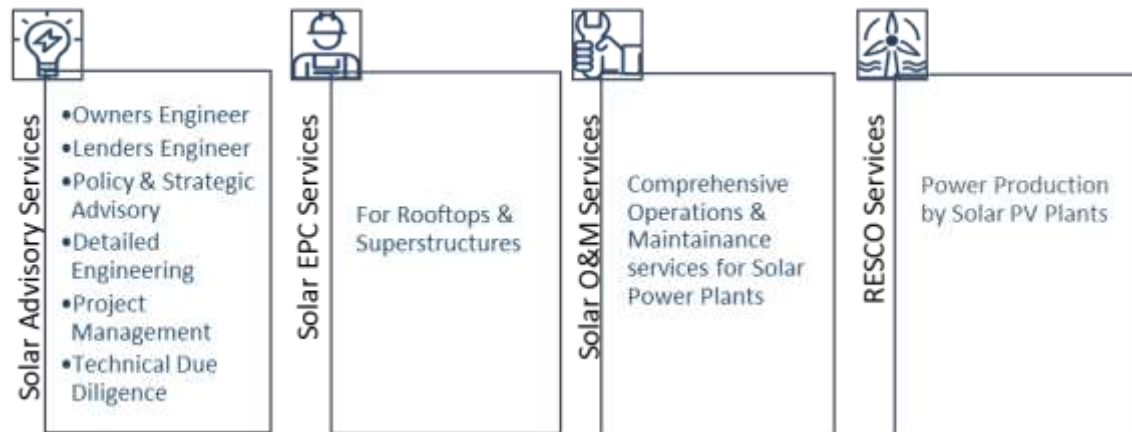 Solar Advisory Services
•Owners Engineer
•Lenders Engineer
•Policy & Strategic
Advisory
•Detailed
Engineering
•Project
Management
•Technical Due
Diligence
Solar EPC Services
For Rooftops &
Superstructures
Solar O&M Services
Comprehensive
Operations &
Maintainance
services for Solar
Power Plants
RESCO Services
Power Production
by Solar PV Plants